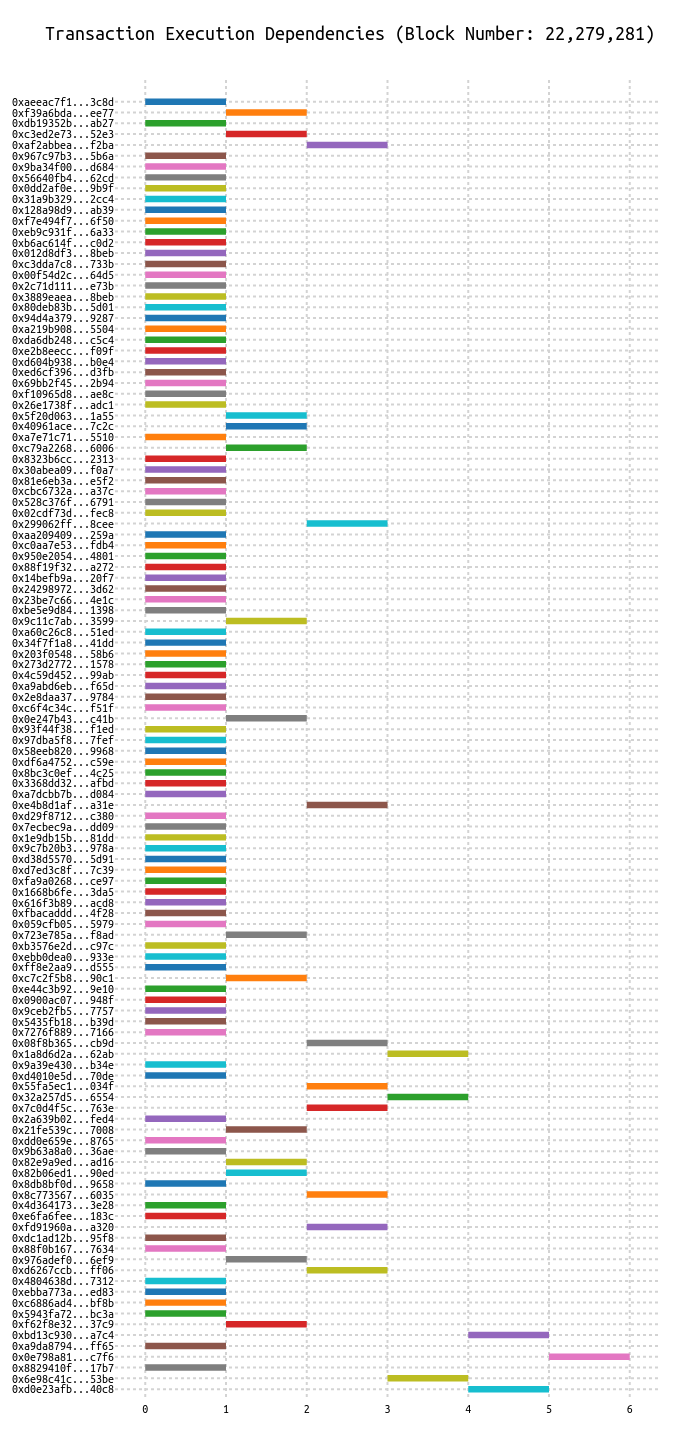 Transaction Execution Dependencies (Block Number: 22,279,281)
0xaeeac7f1...3c8d
0xf39a6bda...ee77
0xdb19352b...ab27
0xc3ed2e73...52e3
0xaf2abbea...f2ba
0x967c97b3...5b6a
0x9ba34f00...d684
0x56640fb4...62cd
0x0dd2af0e...9b9f
0x31a9b329...2cc4
0x128a98d9...ab39
0xf7e494f7...6f50
0xeb9c931f...6a33
0xb6ac614f...c0d2
0x012d8df3...8beb
0xc3dda7c8...733b
0x00f54d2c...64d5
0x2c71d111...e73b
0x3889eaea...8beb
0x80deb83b...5d01
0x94d4a379...9287
0xa219b908...5504
0xda6db248...c5c4
0xe2b8eecc...f09f
0xd604b938...b0e4
0xed6cf396...d3fb
0x69bb2f45...2b94
0xf10965d8...ae8c
0x26e1738f...adc1
0x5f20d063...1a55
0x40961ace...7c2c
0xa7e71c71...5510
0xc79a2268...6006
0x8323b6cc...2313
0x30abea09...f0a7
0x81e6eb3a...e5f2
0xcbc6732a...a37c
0x528c376f...6791
0x02cdf73d...fec8
0x299062ff...8cee
0xaa209409...259a
0xc0aa7e53...fdb4
0x950e2054...4801
0x88f19f32...a272
0x14befb9a...20f7
0x24298972...3d62
0x23be7c66...4e1c
0xbe5e9d84...1398
0x9c11c7ab...3599
0xa60c26c8...51ed
0x34f7f1a8...41dd
0x203f0548...58b6
0x273d2772...1578
0x4c59d452...99ab
0xa9abd6eb...f65d
0x2e8daa37...9784
0xc6f4c34c...f51f
0x0e247b43...c41b
0x93f44f38...f1ed
0x97dba5f8...7fef
0x58eeb820...9968
0xdf6a4752...c59e
0x8bc3c0ef...4c25
0x3368dd32...afbd
0xa7dcbb7b...d084
0xe4b8d1af...a31e
0xd29f8712...c380
0x7ecbec9a...dd09
0x1e9db15b...81dd
0x9c7b20b3...978a
0xd38d5570...5d91
0xd7ed3c8f...7c39
0xfa9a0268...ce97
0x1668b6fe...3da5
0x616f3b89...acd8
0xfbacaddd...4f28
0x059cfb05...5979
0x723e785a...f8ad
0xb3576e2d...c97c
0xebb0dea0...933e
0xff8e2aa9...d555
0xc7c2f5b8...90c1
0xe44c3b92...9e10
0x0900ac07...948f
0x9ceb2fb5...7757
0x5435fb18...b39d
0x7276f889...7166
0x08f8b365...cb9d
0x1a8d6d2a...62ab
0x9a39e430...b34e
0xd4010e5d...70de
0x55fa5ec1...034f
0x32a257d5...6554
0x7c0d4f5c...763e
0x2a639b02...fed4
0x21fe539c...7008
0xdd0e659e...8765
0x9b63a8a0...36ae
0x82e9a9ed...ad16
0x82b06ed1...90ed
0x8db8bf0d...9658
0x8c773567...6035
0x4d364173...3e28
0xe6fa6fee...183c
0xfd91960a...a320
0xdc1ad12b...95f8
0x88f0b167...7634
0x976adef0...6ef9
0xd6267ccb...ff06
0x4804638d...7312
0xebba773a...ed83
0xc6886ad4...bf8b
0x5943fa72...bc3a
0xf62f8e32...37c9
0xbd13c930...a7c4
0xa9da8794...ff65
0x0e798a81...c7f6
0x8829410f...17b7
0x6e98c41c...53be
0xd0e23afb...40c8
0 1 2 3 4 5 6